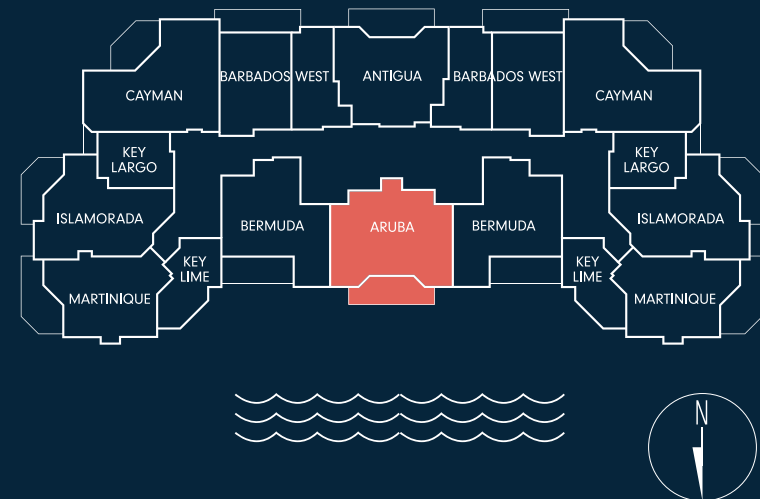 BARBADOS WEST ANTIGUA BARBADOS WEST
CAYMAN CAYMAN
KEY
LARGO
KEY
LARGO
ISLAMORADA BERMUDA ARUBA BERMUDA ISLAMORADA
KEY
LIME
KEY
LIME
MARTINIQUE MARTINIQUE
N